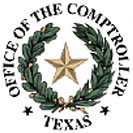 OFFICE OF THE COMPTROLLER
TEXAS